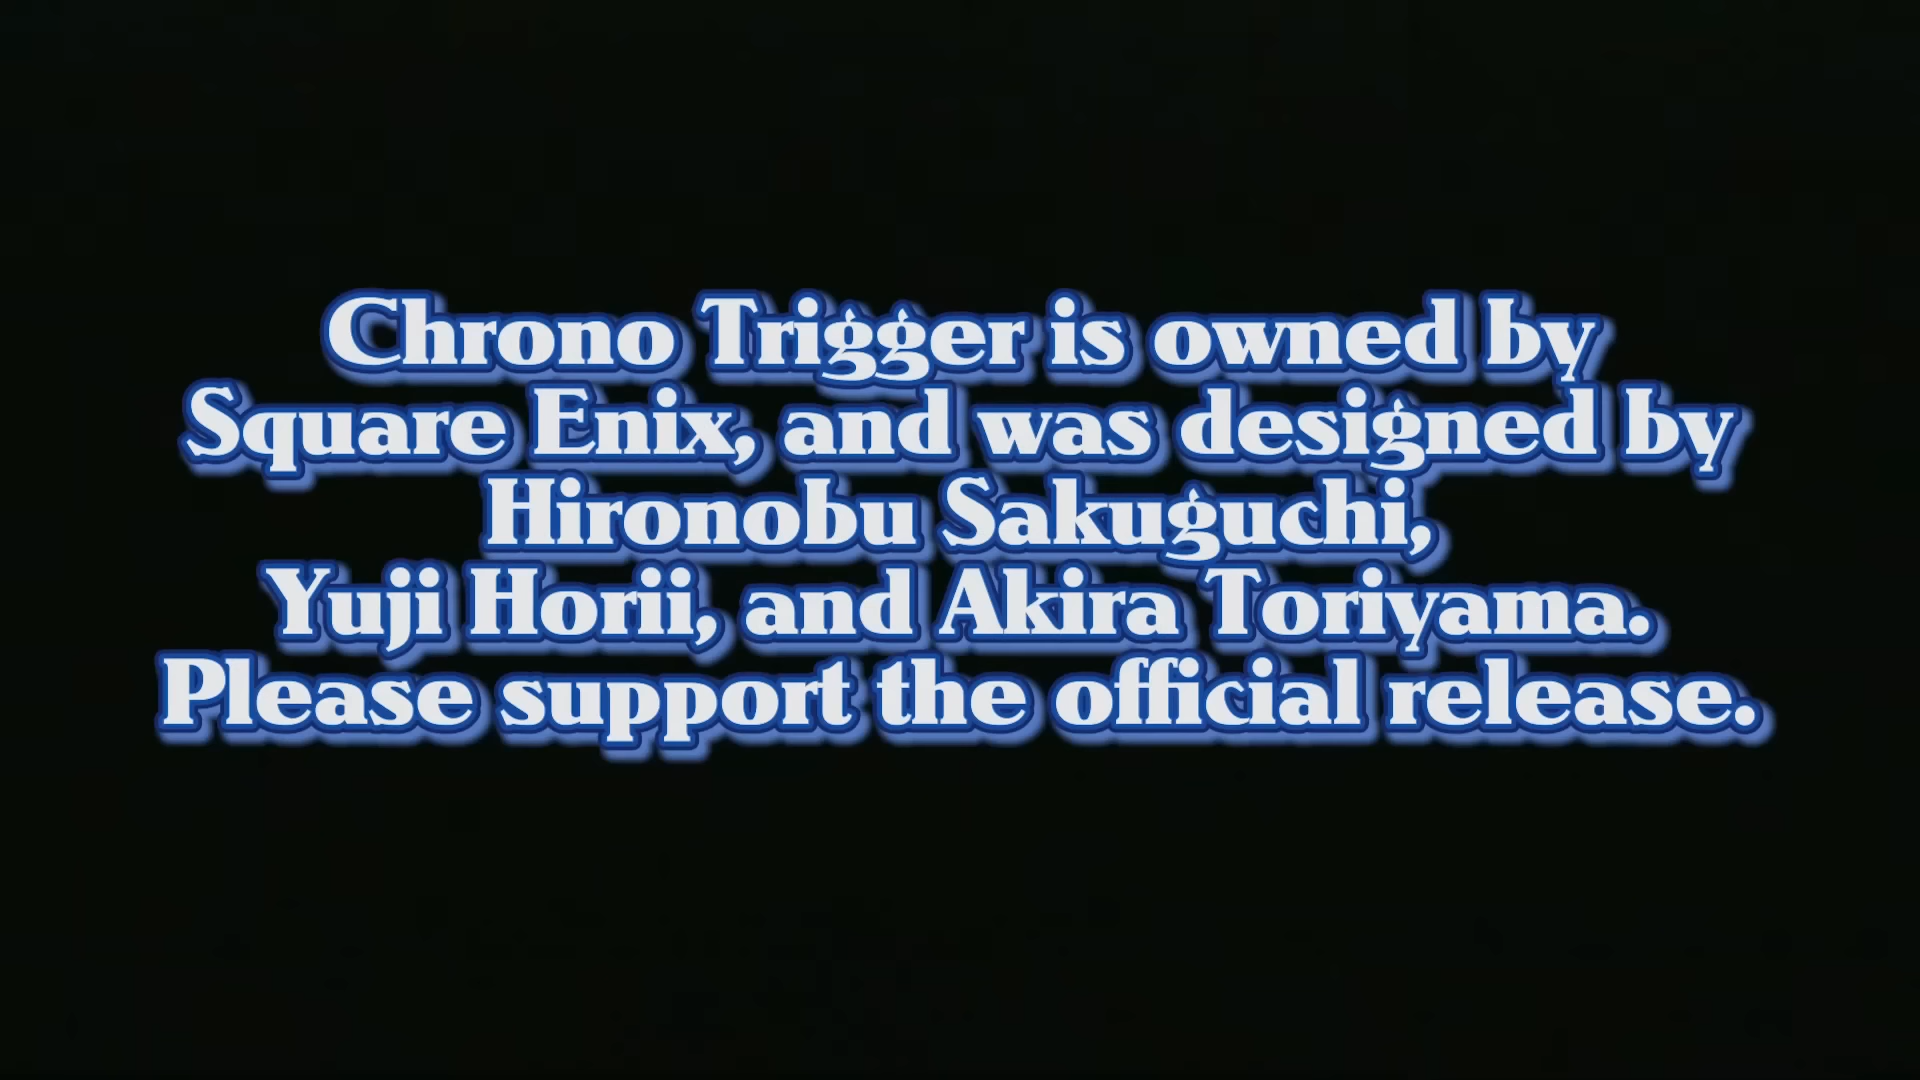 Chrono Trigger is owned by
Square Enix, and was designed by
Hironobu Sakuguchi,
Yuji Horii, and Akira Toriyama.
Please support the official release.